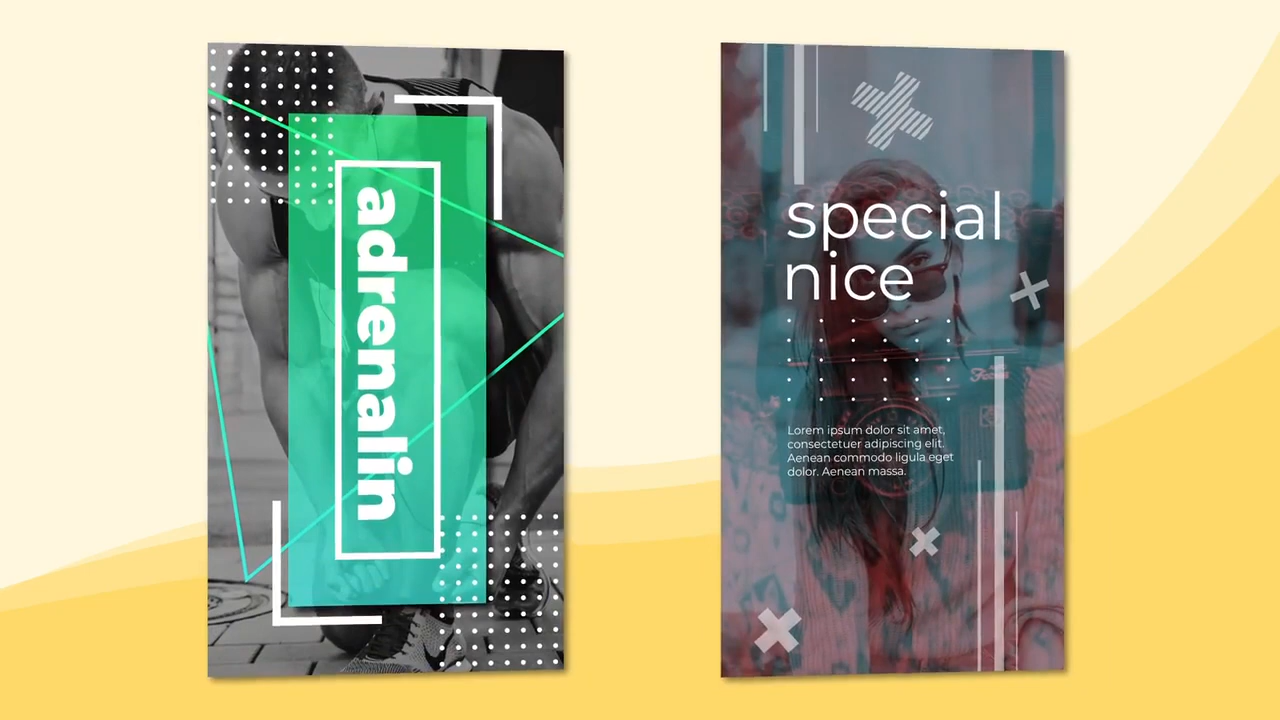 adrenalin
special
nice
Lorem ipsum dolor sit amet,
consectetuer adipiscing elit.
Aenean commodo ligula eget
dolor. Aenean massa.